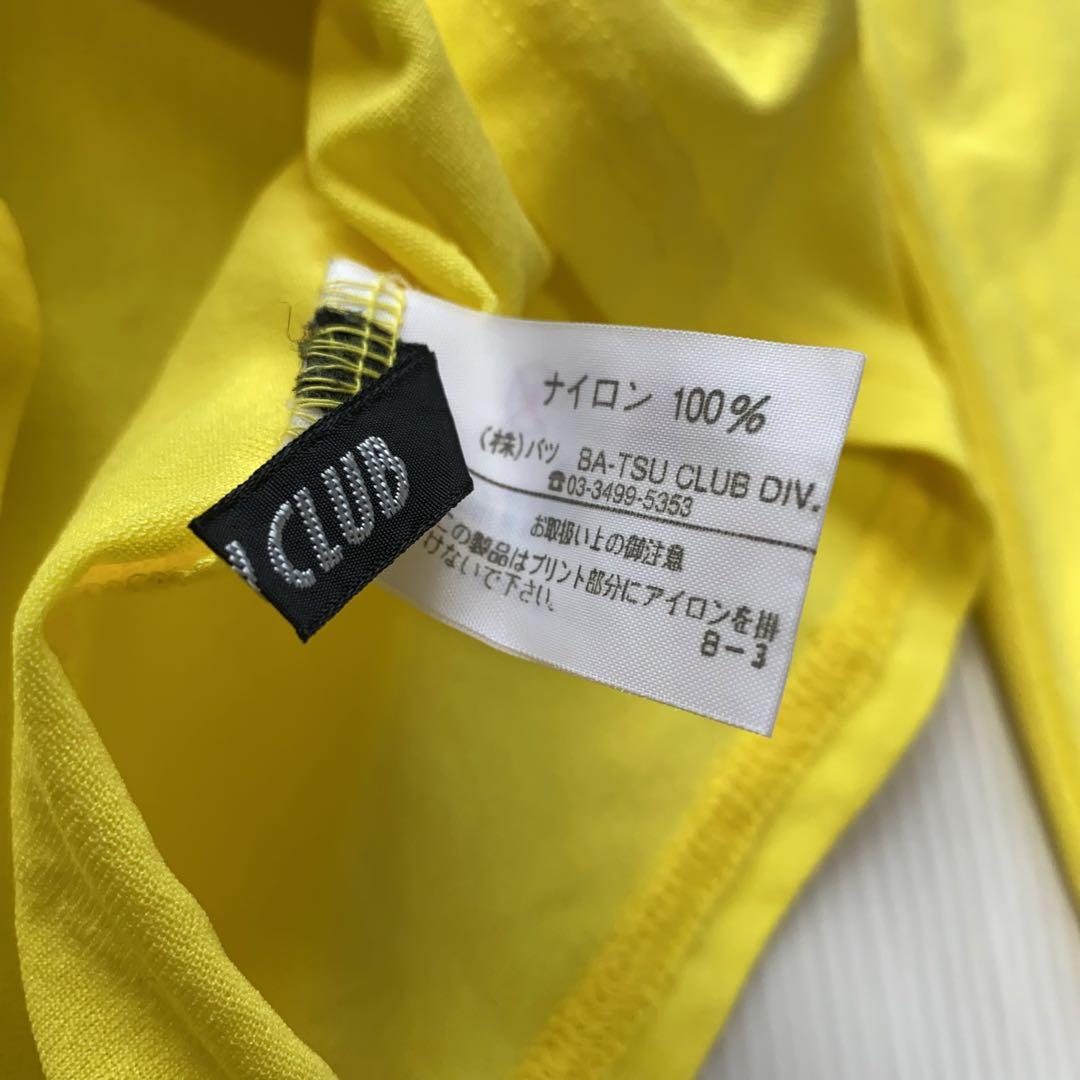 CLUB
ナイロン 100%
(株)バツ BA-TSU CLUB DIV.
☎03-3499-5353
お取扱い上の御注意
の製品はプリント部分にアイロンを掛
けないで下さい。
8-3